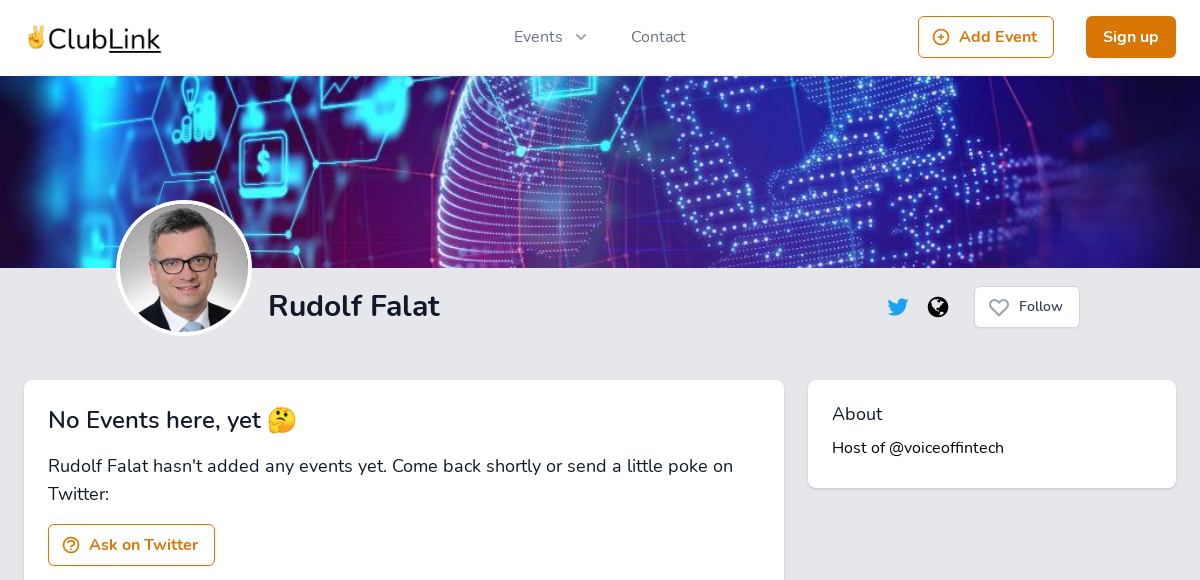 ✌️ClubLink
Events
Contact
Add Event
Sign up
$
Rudolf Falat
Follow
No Events here, yet 🤔
Rudolf Falat hasn't added any events yet. Come back shortly or send a little poke on
Twitter:
Ask on Twitter
About
Host of @voiceoffintech